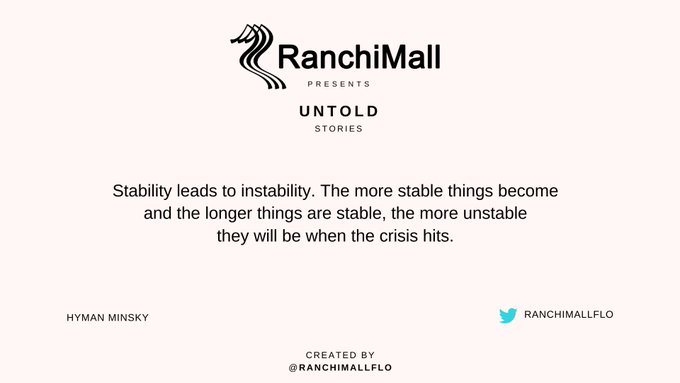 RanchiMall
PRESENTS
UNTOLD
STORIES
Stability leads to instability. The more stable things become
and the longer things are stable, the more unstable
they will be when the crisis hits.
HYMAN MINSKY
RANCHIMALLFLO
CREATED BY
@RANCHIMALLFLO